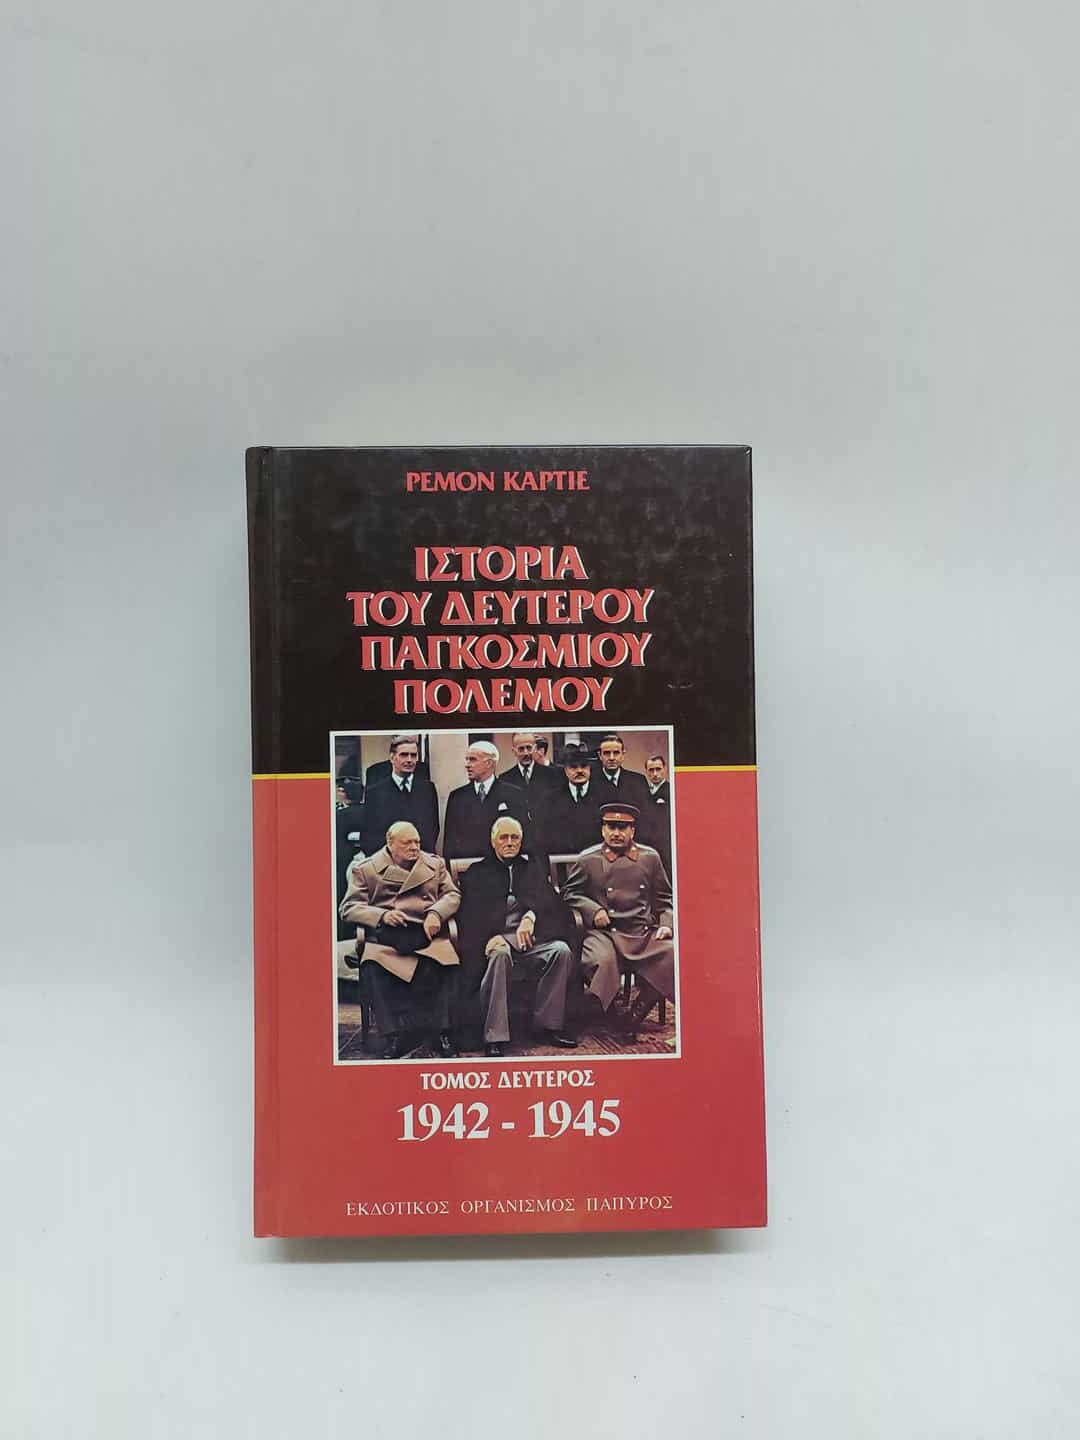 ΡΕΜΟΝ ΚΑΡΤΙΕ
ΙΣΤΟΡΙΑ
ΤΟΥ ΔΕΥΤΕΡΟΥ
ΠΑΓΚΟΣΜΙΟΥ
ΠΟΛΕΜΟΥ
ΤΟΜΟΣ ΔΕΥΤΕΡΟΣ
1942 - 1945
ΕΚΔΟΤΙΚΟΣ ΟΡΓΑΝΙΣΜΟΣ ΠΑΠΥΡΟΣ